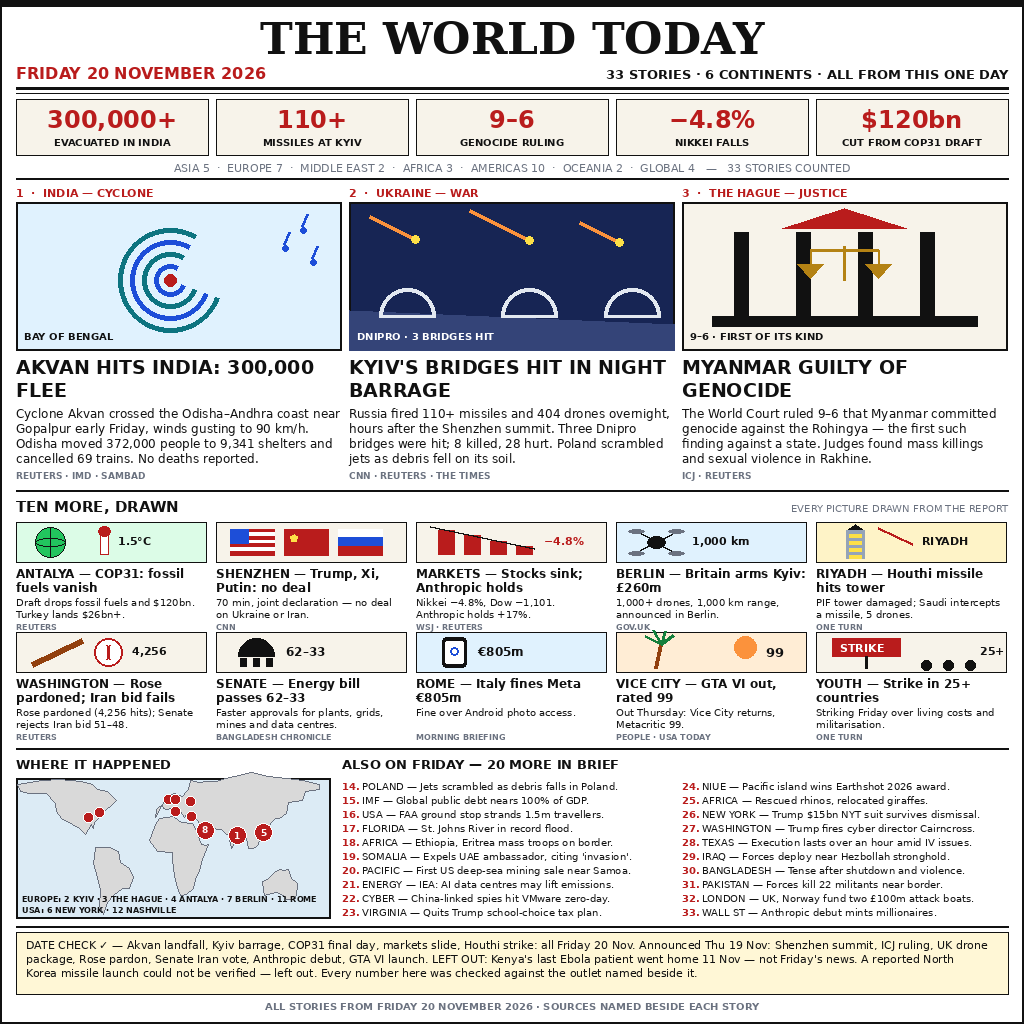 THE WORLD TODAY
FRIDAY 20 NOVEMBER 2026
33 STORIES · 6 CONTINENTS · ALL FROM THIS ONE DAY
300,000+
EVACUATED IN INDIA
110+
MISSILES AT KYIV
9–6
GENOCIDE RULING
−4.8%
NIKKEI FALLS
$120bn
CUT FROM COP31 DRAFT
ASIA 5 · EUROPE 7 · MIDDLE EAST 2 · AFRICA 3 · AMERICAS 10 · OCEANIA 2 · GLOBAL 4 — 33 STORIES COUNTED
1 · INDIA — CYCLONE
BAY OF BENGAL
AKVAN HITS INDIA: 300,000
FLEE
Cyclone Akvan crossed the Odisha–Andhra coast near
Gopalpur early Friday, winds gusting to 90 km/h.
Odisha moved 372,000 people to 9,341 shelters and
cancelled 69 trains. No deaths reported.
REUTERS · IMD · SAMBAD
2 · UKRAINE — WAR
DNIPRO · 3 BRIDGES HIT
KYIV'S BRIDGES HIT IN NIGHT
BARRAGE
Russia fired 110+ missiles and 404 drones overnight,
hours after the Shenzhen summit. Three Dnipro
bridges were hit; 8 killed, 28 hurt. Poland scrambled
jets as debris fell on its soil.
CNN · REUTERS · THE TIMES
3 · THE HAGUE — JUSTICE
9–6 · FIRST OF ITS KIND
MYANMAR GUILTY OF
GENOCIDE
The World Court ruled 9–6 that Myanmar committed
genocide against the Rohingya — the first such
finding against a state. Judges found mass killings
and sexual violence in Rakhine.
ICJ · REUTERS
TEN MORE, DRAWN
EVERY PICTURE DRAWN FROM THE REPORT
1.5°C
ANTALYA — COP31: fossil
fuels vanish
Draft drops fossil fuels and $120bn.
Turkey lands $26bn+.
REUTERS
SHENZHEN — Trump, Xi,
Putin: no deal
70 min, joint declaration — no deal
on Ukraine or Iran.
CNN
−4.8%
MARKETS — Stocks sink;
Anthropic holds
Nikkei −4.8%, Dow −1,101.
Anthropic holds +17%.
WSJ · REUTERS
1,000 km
BERLIN — Britain arms Kyiv:
£260m
1,000+ drones, 1,000 km range,
announced in Berlin.
GOV.UK
RIYADH
RIYADH — Houthi missile
hits tower
PIF tower damaged; Saudi intercepts
a missile, 5 drones.
ONE TURN
4,256
WASHINGTON — Rose
pardoned; Iran bid fails
Rose pardoned (4,256 hits); Senate
rejects Iran bid 51–48.
REUTERS
62–33
SENATE — Energy bill
passes 62–33
Faster approvals for plants, grids,
mines and data centres.
BANGLADESH CHRONICLE
€805m
ROME — Italy fines Meta
€805m
Fine over Android photo access.
MORNING BRIEFING
99
VICE CITY — GTA VI out,
rated 99
Out Thursday: Vice City returns,
Metacritic 99.
PEOPLE · USA TODAY
STRIKE
25+
YOUTH — Strike in 25+
countries
Striking Friday over living costs and
militarisation.
ONE TURN
WHERE IT HAPPENED
8
1
5
EUROPE: 2 KYIV · 3 THE HAGUE · 4 ANTALYA · 7 BERLIN · 11 ROME
USA: 6 NEW YORK · 12 NASHVILLE
ALSO ON FRIDAY — 20 MORE IN BRIEF
14. POLAND — Jets scrambled as debris falls in Poland.
15. IMF — Global public debt nears 100% of GDP.
16. USA — FAA ground stop strands 1.5m travellers.
17. FLORIDA — St. Johns River in record flood.
18. AFRICA — Ethiopia, Eritrea mass troops on border.
19. SOMALIA — Expels UAE ambassador, citing 'invasion'.
20. PACIFIC — First US deep-sea mining sale near Samoa.
21. ENERGY — IEA: AI data centres may lift emissions.
22. CYBER — China-linked spies hit VMware zero-day.
23. VIRGINIA — Quits Trump school-choice tax plan.
24. NIUE — Pacific island wins Earthshot 2026 award.
25. AFRICA — Rescued rhinos, relocated giraffes.
26. NEW YORK — Trump $15bn NYT suit survives dismissal.
27. WASHINGTON — Trump fires cyber director Cairncross.
28. TEXAS — Execution lasts over an hour amid IV issues.
29. IRAQ — Forces deploy near Hezbollah stronghold.
30. BANGLADESH — Tense after shutdown and violence.
31. PAKISTAN — Forces kill 22 militants near border.
32. LONDON — UK, Norway fund two £100m attack boats.
33. WALL ST — Anthropic debut mints millionaires.
DATE CHECK ✓ — Akvan landfall, Kyiv barrage, COP31 final day, markets slide, Houthi strike: all Friday 20 Nov. Announced Thu 19 Nov: Shenzhen summit, ICJ ruling, UK drone
package, Rose pardon, Senate Iran vote, Anthropic debut, GTA VI launch. LEFT OUT: Kenya's last Ebola patient went home 11 Nov — not Friday's news. A reported North
Korea missile launch could not be verified — left out. Every number here was checked against the outlet named beside it.
ALL STORIES FROM FRIDAY 20 NOVEMBER 2026 · SOURCES NAMED BESIDE EACH STORY